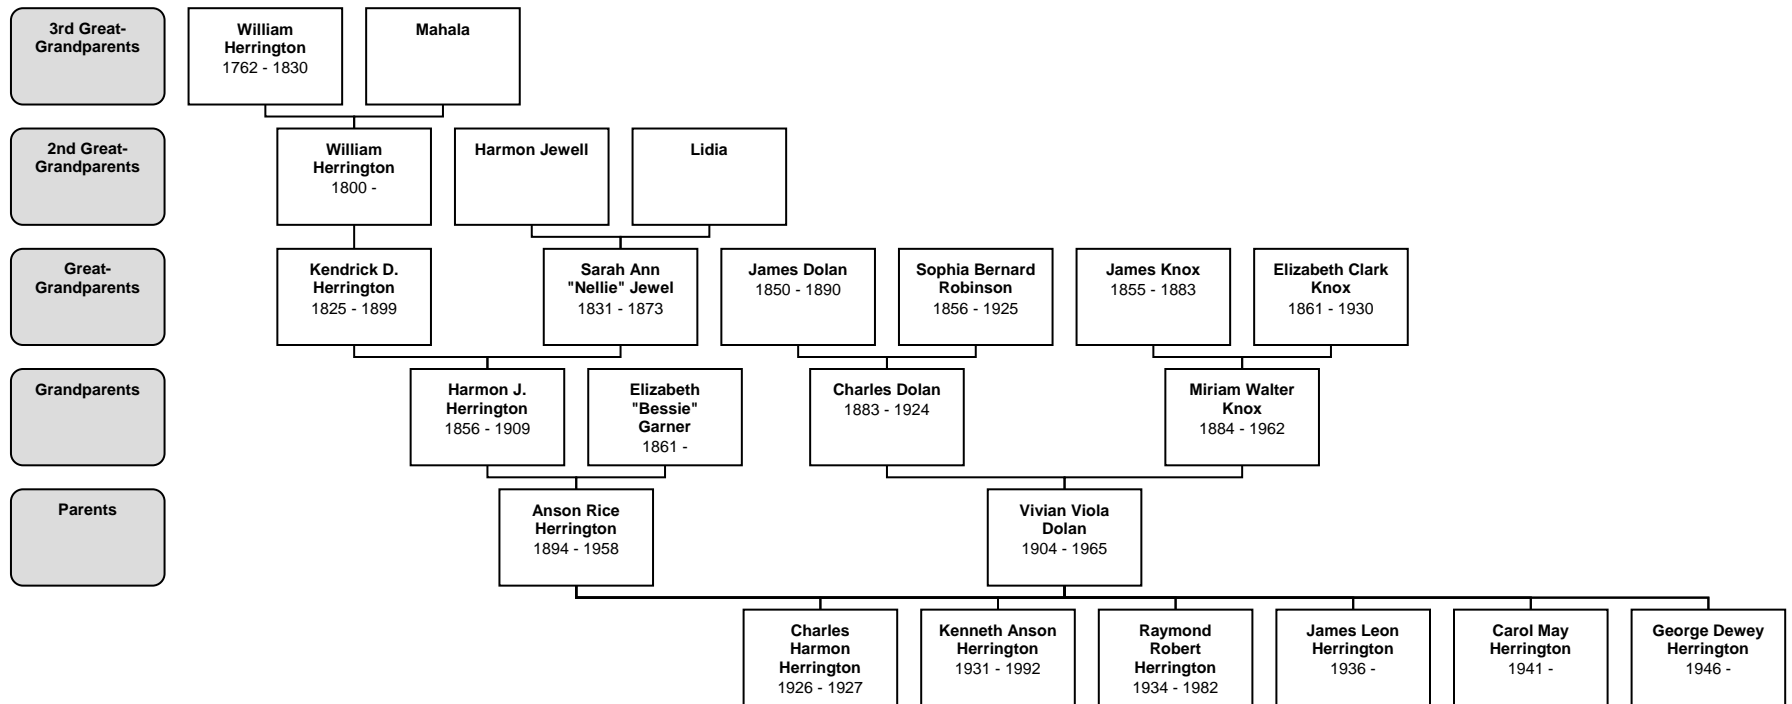 3rd Great-
Grandparents
William
Herrington
1762 - 1830
Mahala
2nd Great-
Grandparents
William
Herrington
1800 -
Harmon Jewell
Lidia
Great-
Grandparents
Kendrick D.
Herrington
1825 - 1899
Sarah Ann
"Nellie" Jewel
1831 - 1873
James Dolan
1850 - 1890
Sophia Bernard
Robinson
1856 - 1925
James Knox
1855 - 1883
Elizabeth Clark
Knox
1861 - 1930
Grandparents
Harmon J.
Herrington
1856 - 1909
Elizabeth
"Bessie"
Garner
1861 -
Charles Dolan
1883 - 1924
Miriam Walter
Knox
1884 - 1962
Parents
Anson Rice
Herrington
1894 - 1958
Vivian Viola
Dolan
1904 - 1965
Charles
Harmon
Herrington
1926 - 1927
Kenneth Anson
Herrington
1931 - 1992
Raymond
Robert
Herrington
1934 - 1982
James Leon
Herrington
1936 -
Carol May
Herrington
1941 -
George Dewey
Herrington
1946 -